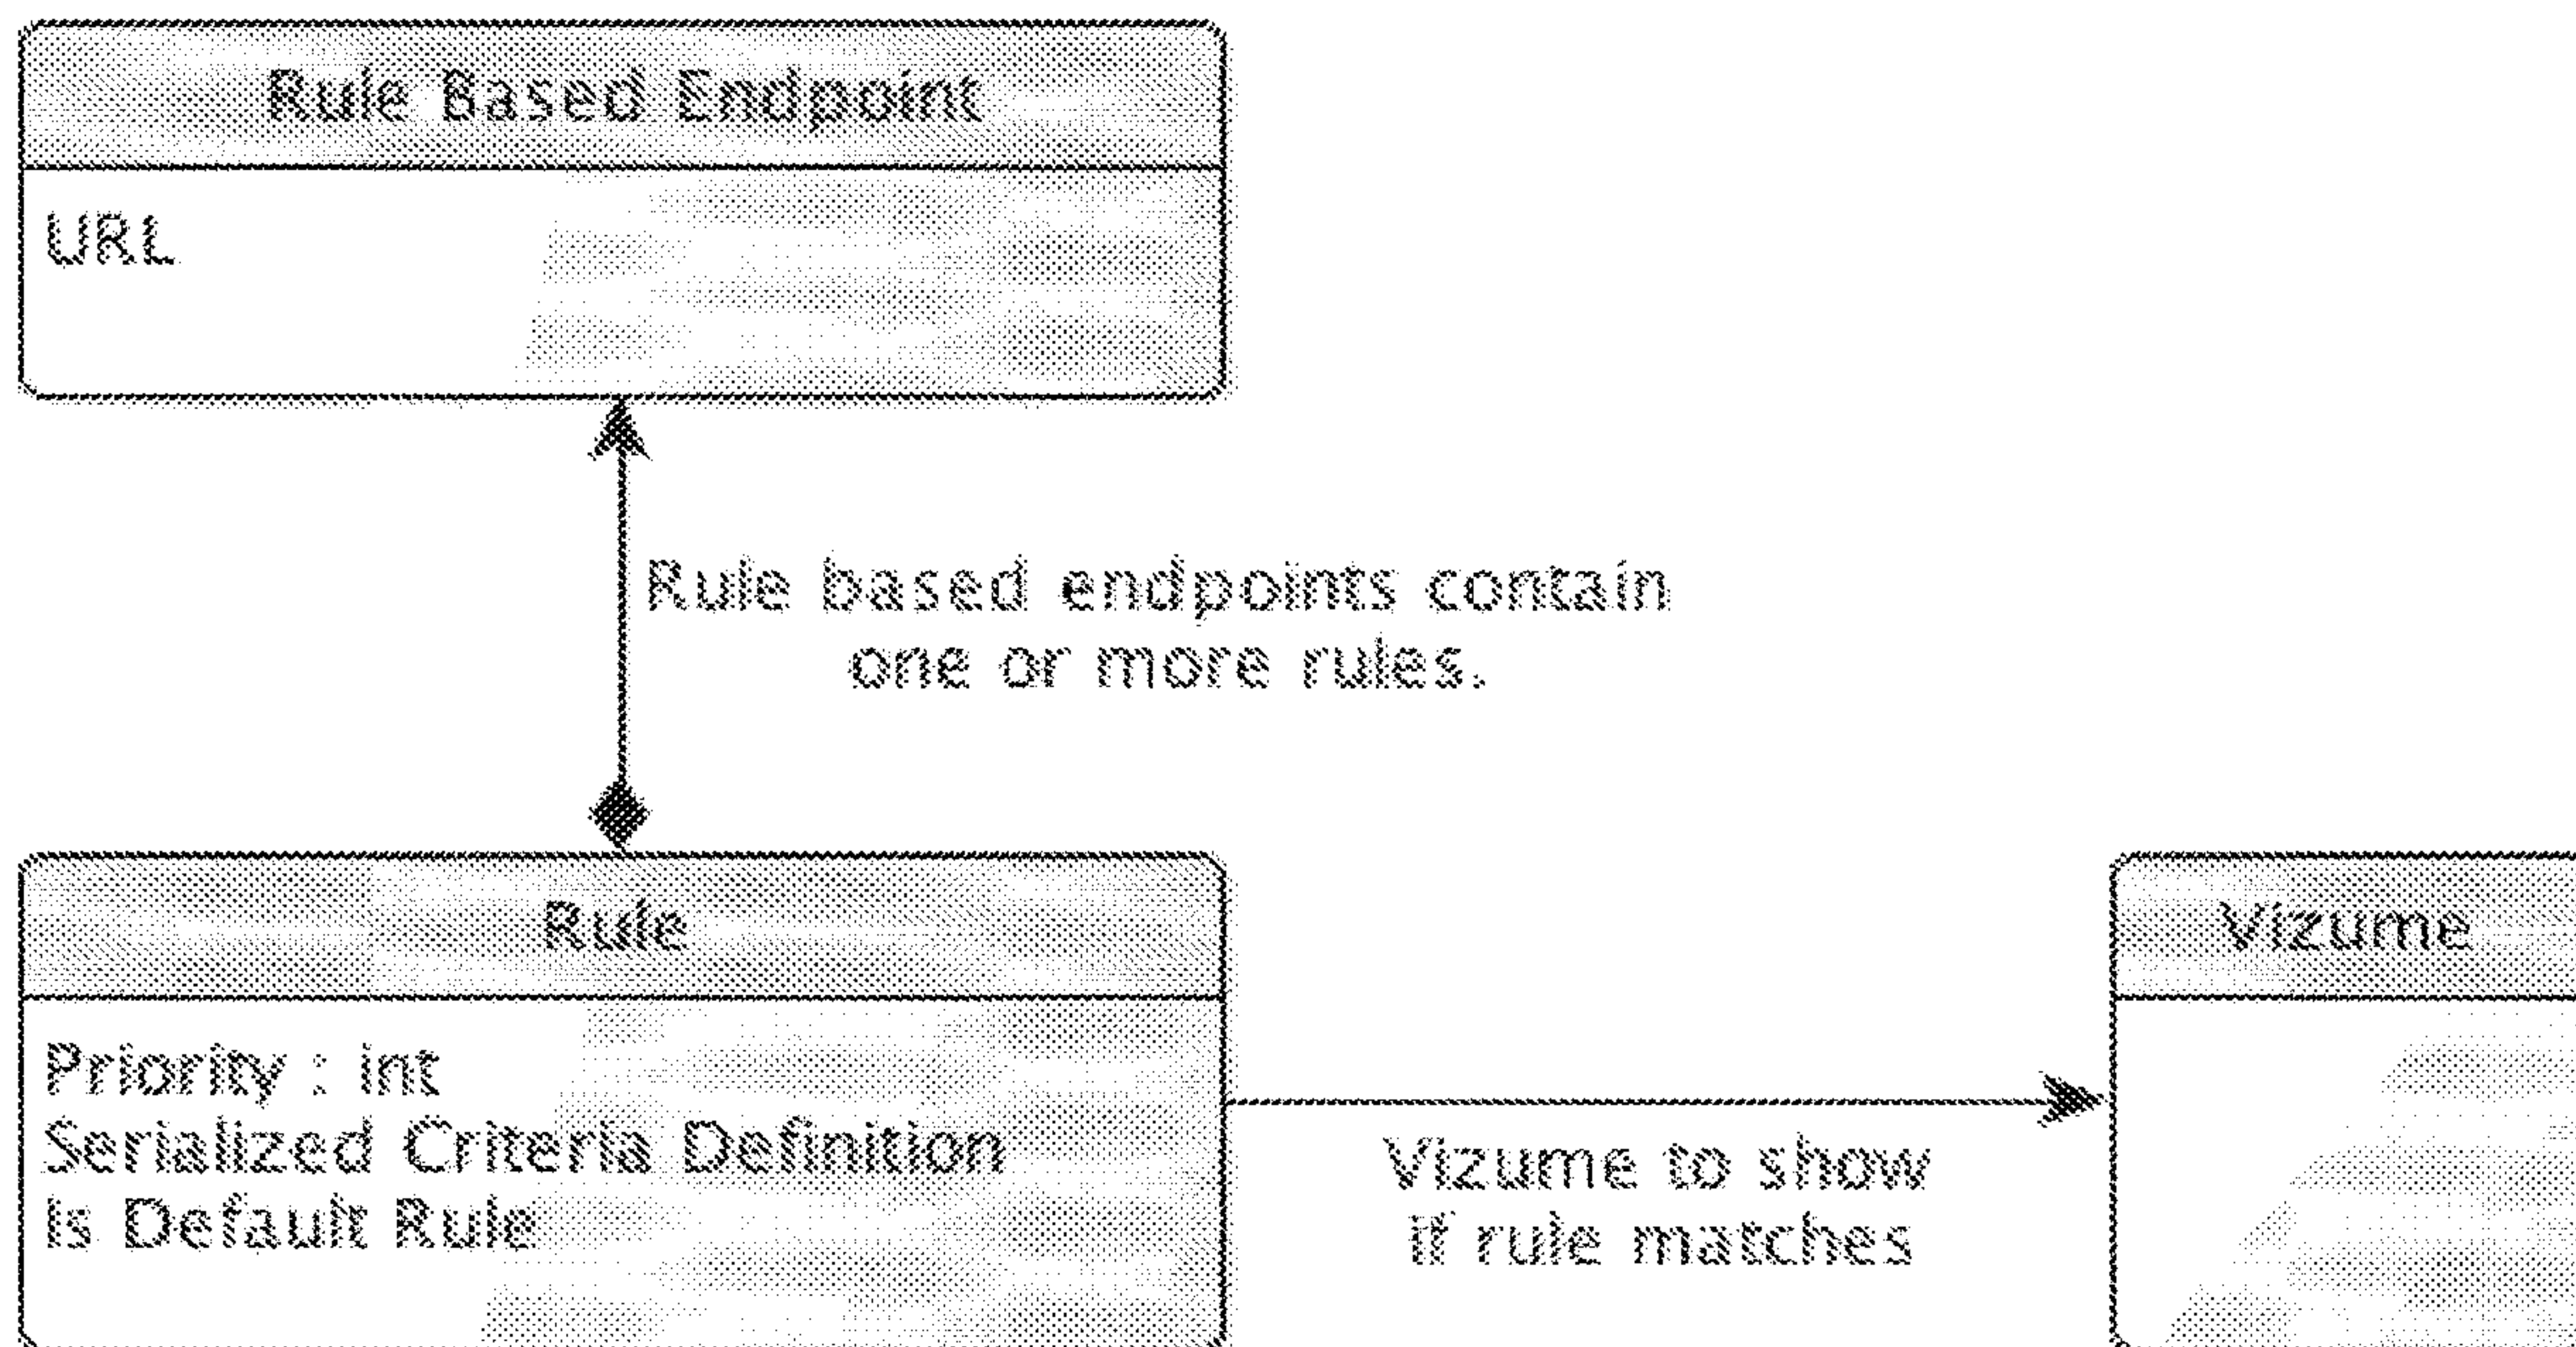 Rule Based Endpoint
URL
Rule based endpoints contain
one or more rules.
Rule
Priority : int
Serialized Criteria Definition
Is Default Rule
Vizume to show
if rule matches
Vizume